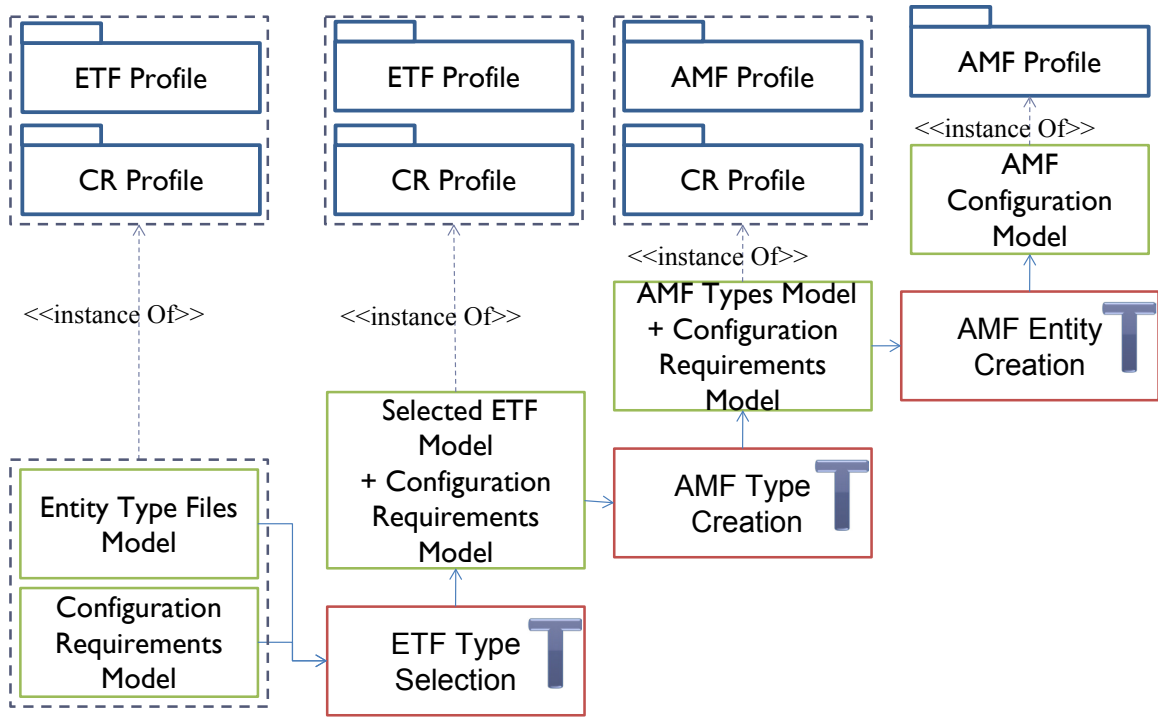 ETF Profile
CR Profile
<<instance Of>>
Entity Type Files
Model
Configuration
Requirements
Model
ETF Profile
CR Profile
<<instance Of>>
Selected ETF
Model
+ Configuration
Requirements
Model
ETF Type
Selection
T
AMF Profile
CR Profile
<<instance Of>>
AMF Types Model
+ Configuration
Requirements
Model
AMF Type
Creation
T
AMF Profile
<<instance Of>>
AMF
Configuration
Model
AMF Entity
Creation
T